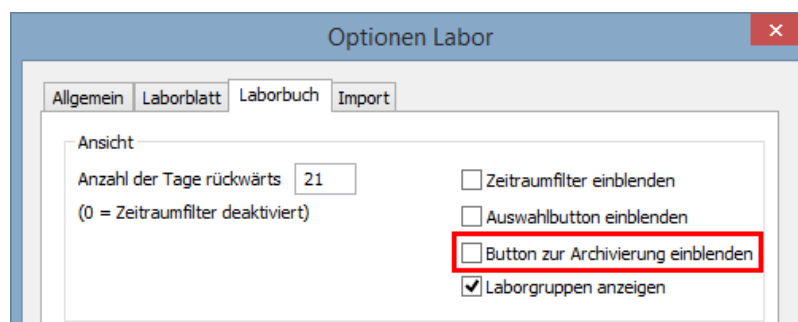 Optionen Labor
Allgemein Laborblatt Laborbuch Import
Ansicht
Anzahl der Tage rückwärts 21
(0 = Zeitraumfilter deaktiviert)
Zeitraumfilter einblenden
Auswahlbutton einblenden
Button zur Archivierung einblenden
Laborgruppen anzeigen